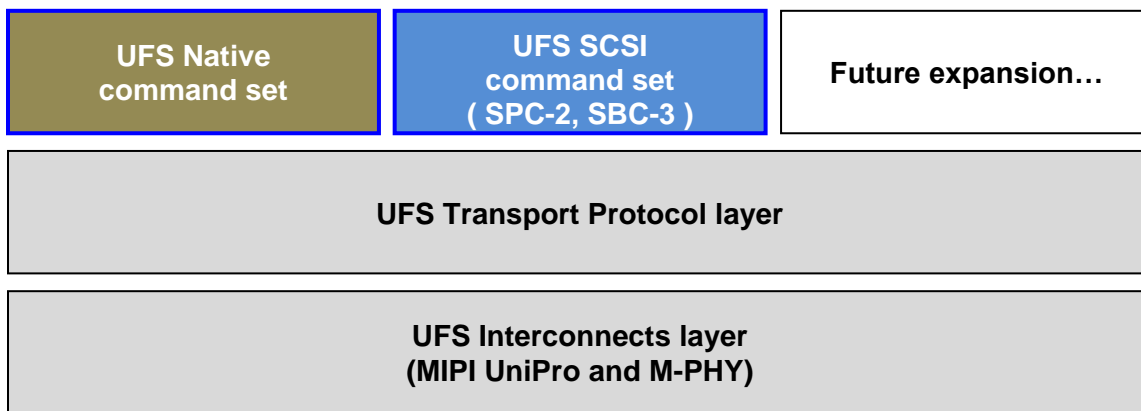 UFS Native
command set
UFS SCSI
command set
( SPC-2, SBC-3 )
Future expansion…
UFS Transport Protocol layer
UFS Interconnects layer
(MIPI UniPro and M-PHY)